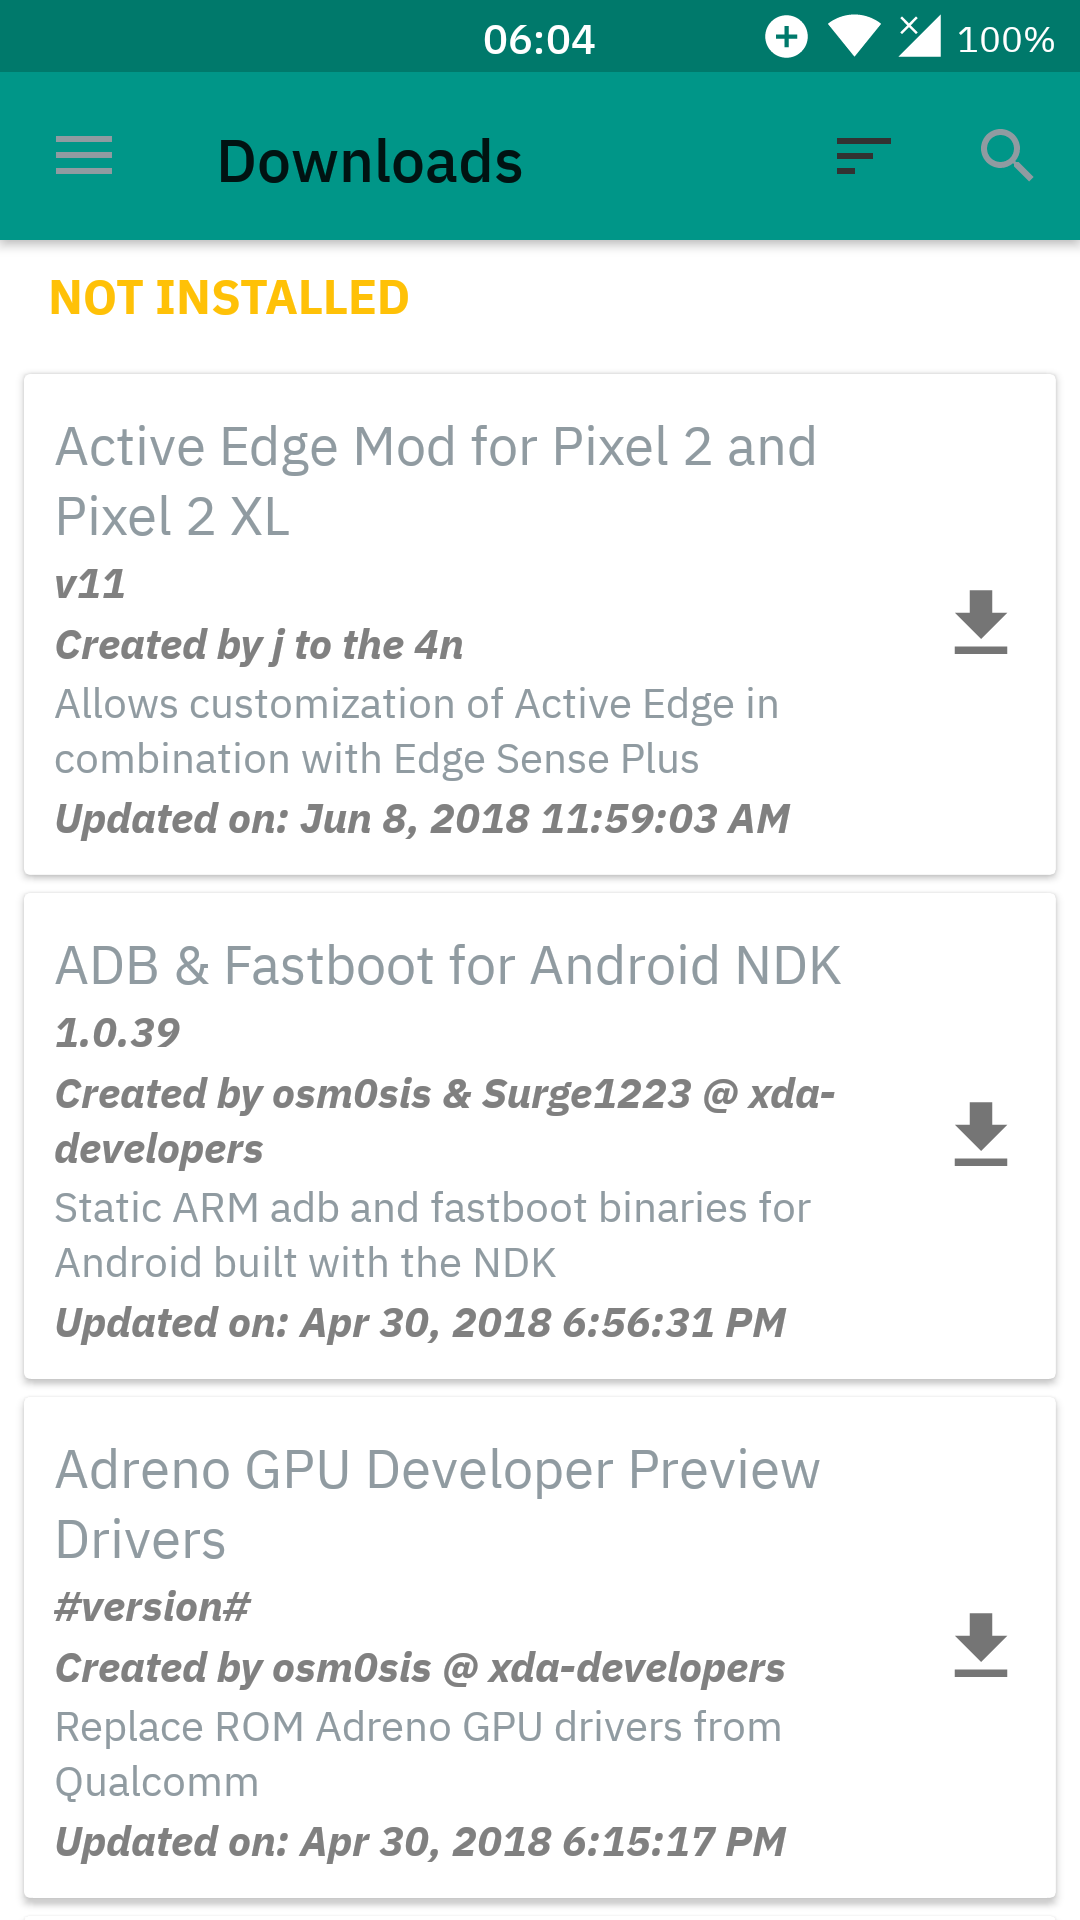 06:04 100%
Downloads
NOT INSTALLED
Active Edge Mod for Pixel 2 and
Pixel 2 XL
v11
Created by j to the 4n
Allows customization of Active Edge in
combination with Edge Sense Plus
Updated on: Jun 8, 2018 11:59:03 AM
ADB & Fastboot for Android NDK
1.0.39
Created by osm0sis & Surge1223 @ xda-
developers
Static ARM adb and fastboot binaries for
Android built with the NDK
Updated on: Apr 30, 2018 6:56:31 PM
Adreno GPU Developer Preview
Drivers
#version#
Created by osm0sis @ xda-developers
Replace ROM Adreno GPU drivers from
Qualcomm
Updated on: Apr 30, 2018 6:15:17 PM